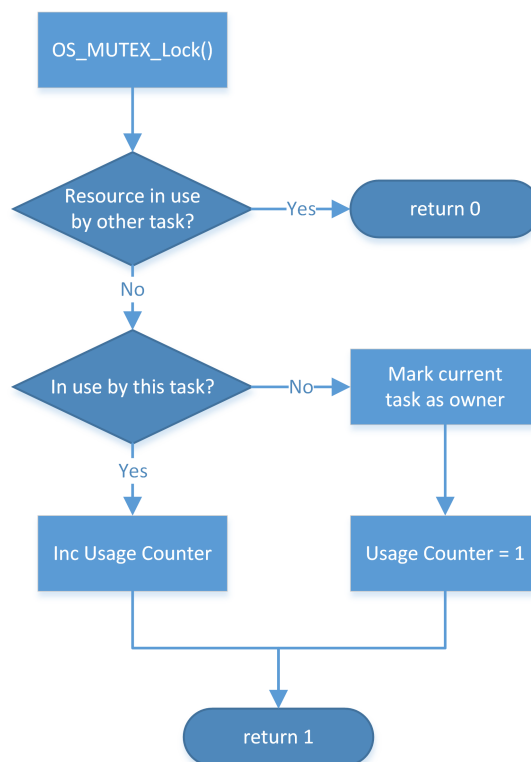 OS_MUTEX_Lock()
Resource in use
by other task?
Yes
return 0
No
In use by this task?
No
Mark current
task as owner
Yes
Inc Usage Counter
Usage Counter = 1
return 1